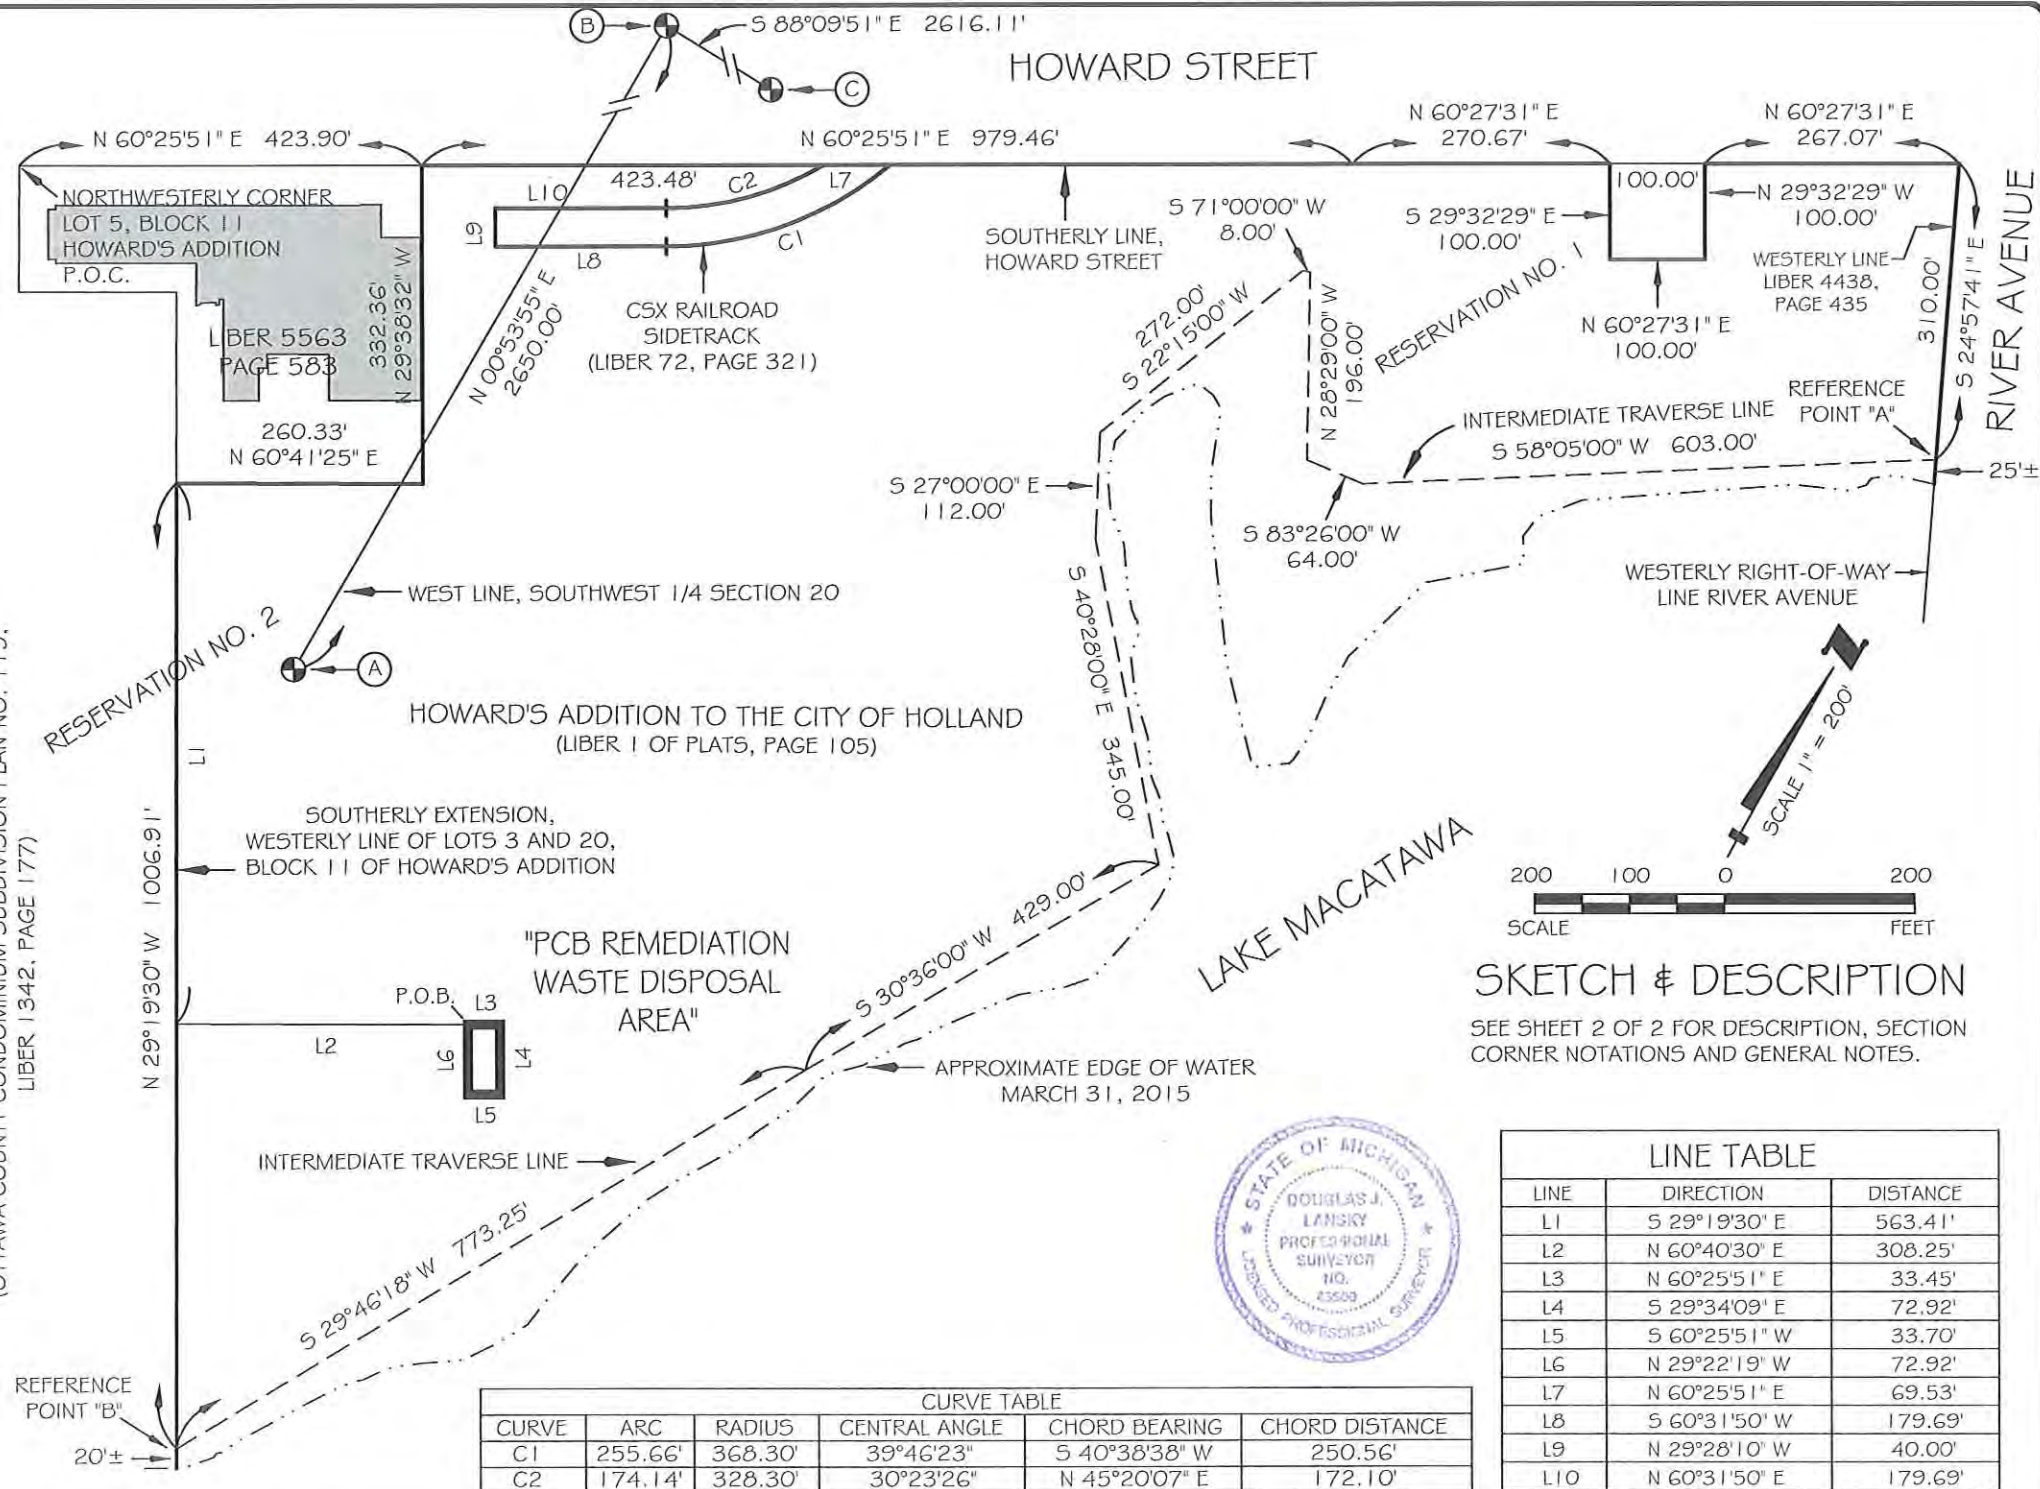 B
S 88°09'51" E 2616.11'
C
HOWARD STREET
N 60°25'51" E 423.90'
N 60°25'51" E 979.46'
N 60°27'31" E
270.67'
N 60°27'31" E
267.07'
NORTHWESTERLY CORNER
LOT 5, BLOCK 11
HOWARD'S ADDITION
P.O.C.
LIBER 5563
PAGE 583
332.36'
N 29°38'32" W
260.33'
N 60°41'25" E
L10
423.48'
C2
L7
L9
L8
C1
CSX RAILROAD
SIDETRACK
(LIBER 72, PAGE 321)
N 00°53'55" E
2650.00'
SOUTHERLY LINE,
HOWARD STREET
S 71°00'00" W
8.00'
272.00'
S 22°15'00" W
N 28°29'00" W
196.00'
RESERVATION NO. 1
S 29°32'29" E
100.00'
100.00'
N 29°32'29" W
100.00'
N 60°27'31" E
100.00'
WESTERLY LINE
LIBER 4438,
PAGE 435
310.00'
S 24°57'41" E
RIVER AVENUE
REFERENCE
POINT "A"
INTERMEDIATE TRAVERSE LINE
S 58°05'00" W 603.00'
25'±
S 27°00'00" E
112.00'
S 83°26'00" W
64.00'
S 40°28'00" E 345.00'
WESTERLY RIGHT-OF-WAY
LINE RIVER AVENUE
WEST LINE, SOUTHWEST 1/4 SECTION 20
RESERVATION NO. 2
A
HOWARD'S ADDITION TO THE CITY OF HOLLAND
(LIBER 1 OF PLATS, PAGE 105)
L1
N
SCALE 1" = 200'
SOUTHERLY EXTENSION,
WESTERLY LINE OF LOTS 3 AND 20,
BLOCK 11 OF HOWARD'S ADDITION
N 29°19'30" W 1006.91'
(OTTAWA COUNTY CONDOMINIUM SUBDIVISION PLAN NO.
LIBER 1342, PAGE 177)
"PCB REMEDIATION
WASTE DISPOSAL
AREA"
S 30°36'00" W 429.00'
LAKE MACATAWA
200 100 0 200
SCALE FEET
SKETCH & DESCRIPTION
SEE SHEET 2 OF 2 FOR DESCRIPTION, SECTION
CORNER NOTATIONS AND GENERAL NOTES.
P.O.B.
L3
L2
L6
L4
L5
APPROXIMATE EDGE OF WATER
MARCH 31, 2015
INTERMEDIATE TRAVERSE LINE
S 29°46'18" W 773.25'
REFERENCE
POINT "B"
20'±
STATE OF MICHIGAN
DOUGLAS J.
LANSKY
PROFESSIONAL
SURVEYOR
NO.
LICENSED PROFESSIONAL SURVEYOR
LINE TABLE
LINE DIRECTION DISTANCE
L1 S 29°19'30" E 563.41'
L2 N 60°40'30" E 308.25'
L3 N 60°25'51" E 33.45'
L4 S 29°34'09" E 72.92'
L5 S 60°25'51" W 33.70'
L6 N 29°22'19" W 72.92'
L7 N 60°25'51" E 69.53'
L8 S 60°31'50" W 179.69'
L9 N 29°28'10" W 40.00'
L10 N 60°31'50" E 179.69'
CURVE TABLE
CURVE ARC RADIUS CENTRAL ANGLE CHORD BEARING CHORD DISTANCE
C1 255.66' 368.30' 39°46'23" S 40°38'38" W 250.56'
C2 174.14' 328.30' 30°23'26" N 45°20'07" E 172.10'